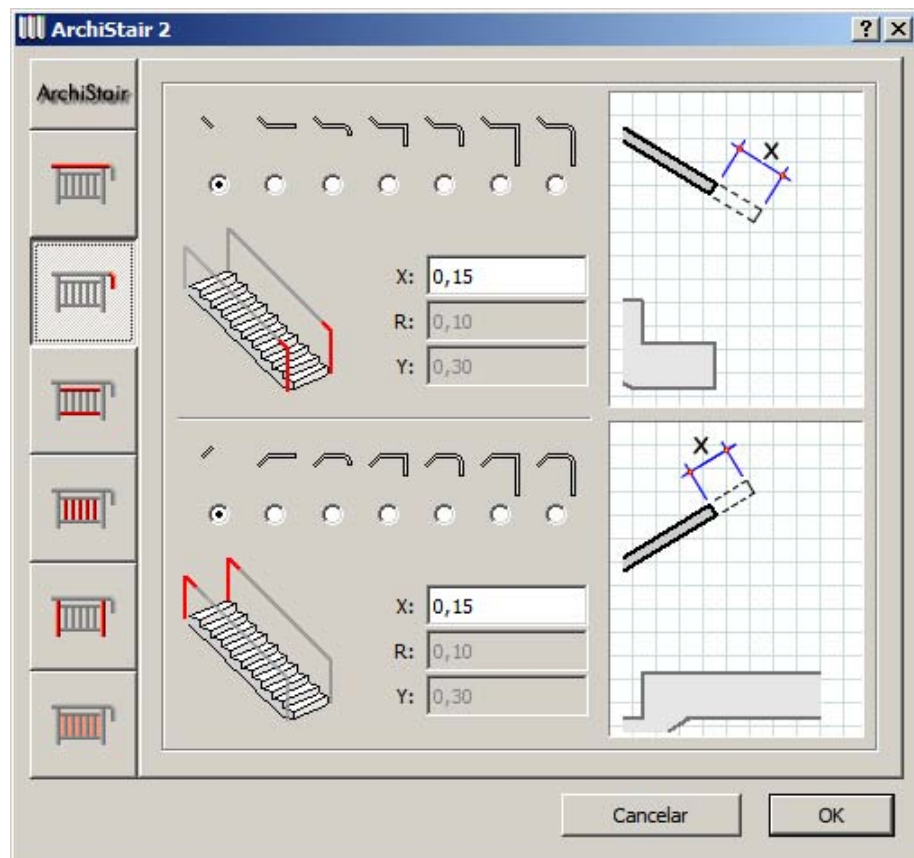 ArchiStair 2
ArchiStair
X
X: 0,15
R: 0,10
Y: 0,30
X
X: 0,15
R: 0,10
Y: 0,30
Cancelar
OK